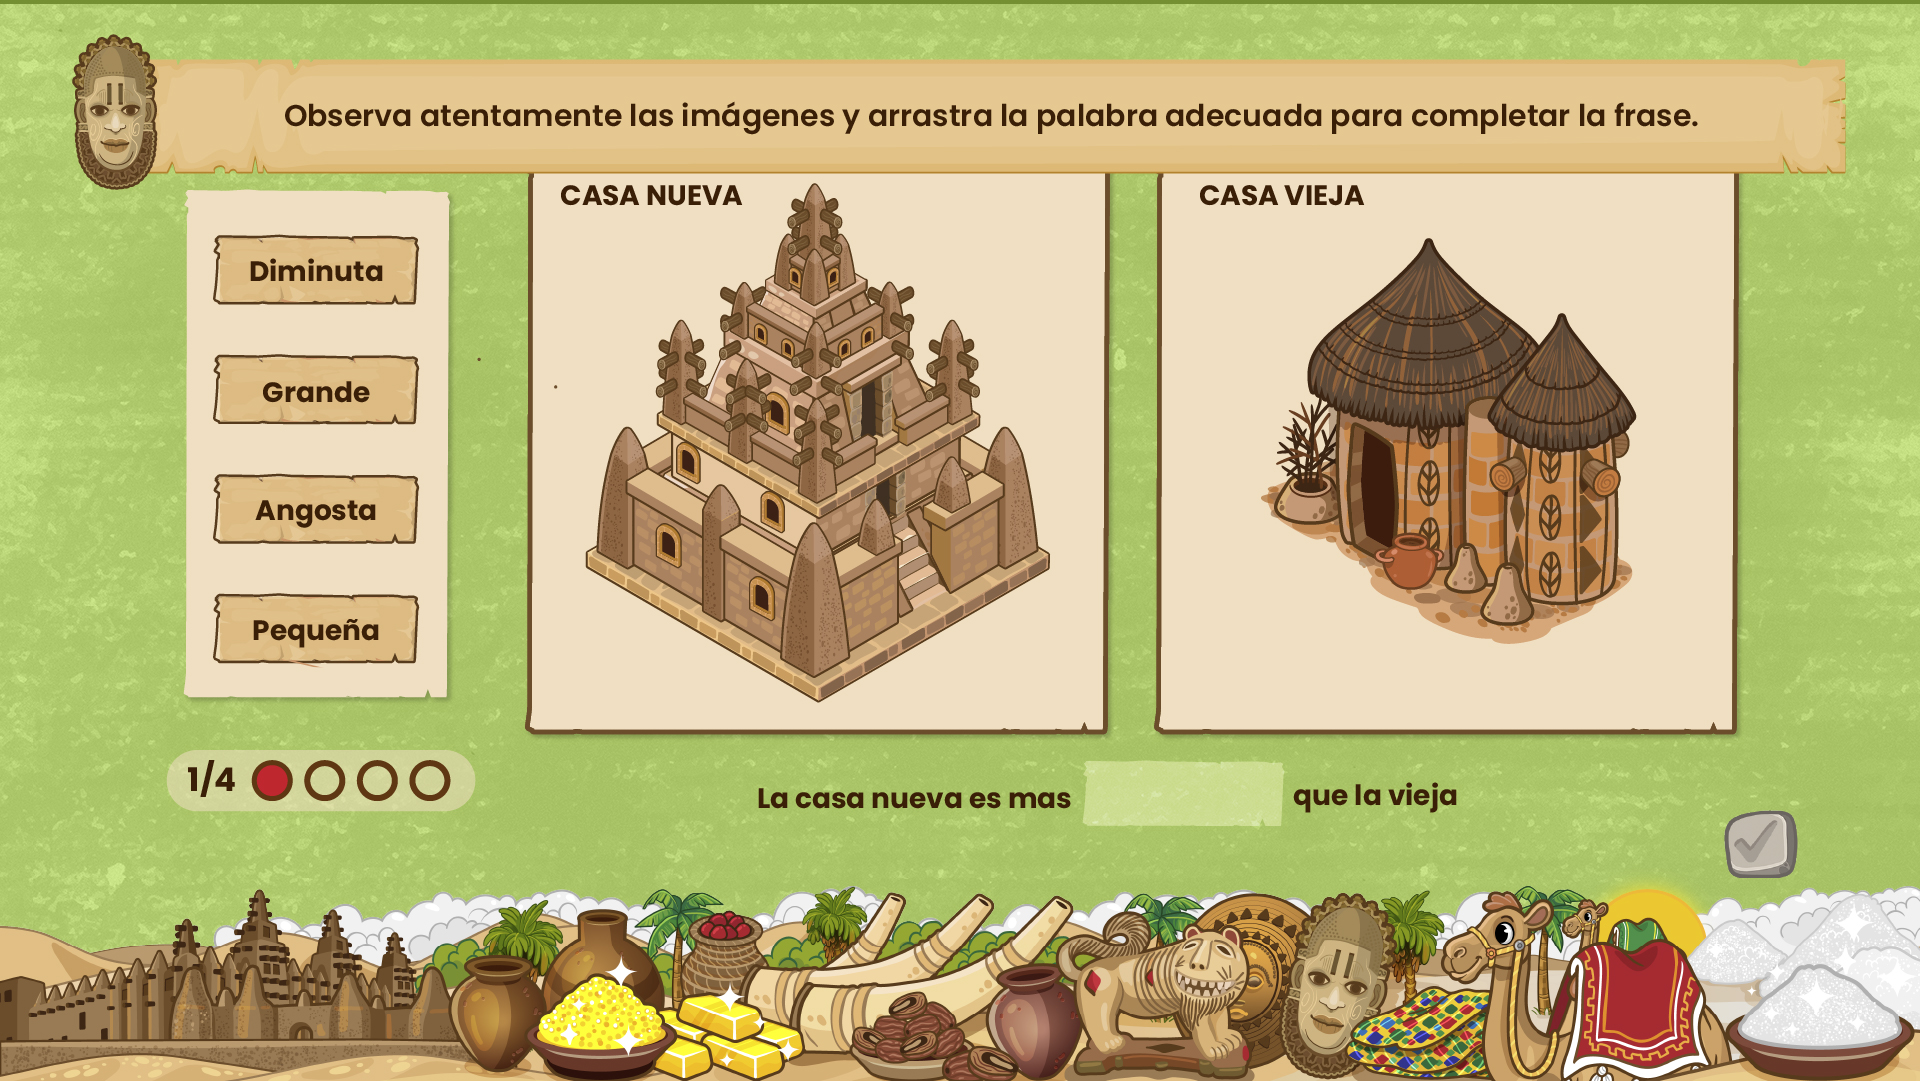 Observa atentamente las imágenes y arrastra la palabra adecuada para completar la frase.
Diminuta
Grande
Angosta
Pequeña
CASA NUEVA
CASA VIEJA
1/4
La casa nueva es mas
que la vieja